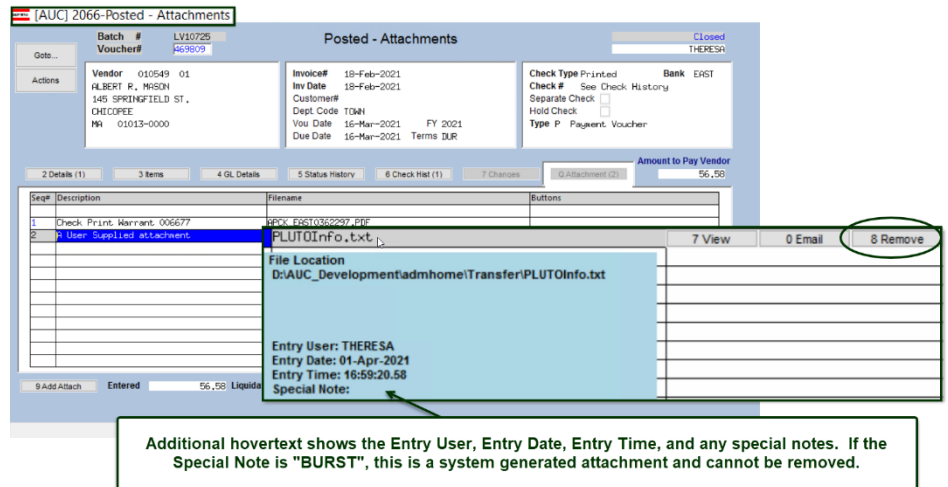 [AUC] 2066-Posted - Attachments
Batch # LV10725 Posted - Attachments Closed
Goto... Voucher# 469809 THERESA
Actions
Vendor 010549 01 Invoice# 18-Feb-2021 Check Type Printed Bank EAST
ALBERT R. MASON Inv Date 18-Feb-2021 Check # See Check History
145 SPRINGFIELD ST. Customer# Separate Check
CHICOPEE Dept. Code TOWN Hold Check
MA 01013-0000 Vou Date 16-Mar-2021 FY 2021 Type P Payment Voucher
Due Date 16-Mar-2021 Terms DUR
Amount to Pay Vendor
2 Details (1) 3 Items 4 GL Details 5 Status History 6 Check Hist (1) 7 Changes Q Attachment (2) 56.58
Seq# Description Filename Buttons
1 Check Print Warrant 006677 APCK_EAST0362297.PDF
2 A User Supplied attachment PLUTOInfo.txt 7 View 0 Email 8 Remove
File Location
D:\AUC_Development\admhome\Transfer\PLUTOInfo.txt
Entry User: THERESA
Entry Date: 01-Apr-2021
Entry Time: 16:59:20.58
Special Note:
9 Add Attach Entered 56.58 Liquida
Additional hovertext shows the Entry User, Entry Date, Entry Time, and any special notes. If the
Special Note is "BURST", this is a system generated attachment and cannot be removed.